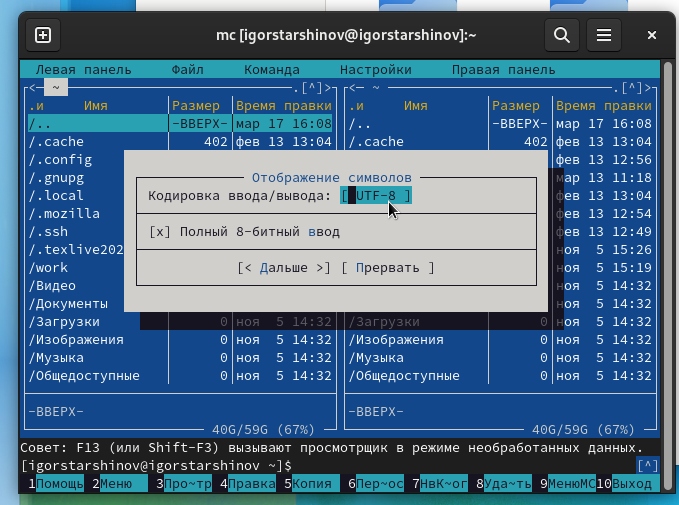 mc [igorstarshinov@igorstarshinov]:~
Левая панель Файл Команда Настройки Правая панель
<- ~ .[^]> <- ~ .[^]>
.и Имя Размер Время правки .и Имя Размер Время правки
/.. -ВВЕРХ- мар 17 16:08 /.. -ВВЕРХ- мар 17 16:08
/.cache 402 фев 13 13:04 /.cache 402 фев 13 13:04
/.config фев 13 12:56
/.gnupg мар 13 11:18
/.local фев 13 13:04
/.mozilla фев 13 12:54
/.ssh фев 13 12:49
/.texlive202 ноя 5 15:26
/work ноя 5 15:19
/Видео ноя 5 14:32
/Документы ноя 5 14:32
Отображение символов
Кодировка ввода/вывода: [ UTF-8 ]
[x] Полный 8-битный ввод
[< Дальше >] [ Прервать ]
/Загрузки 0 ноя 5 14:32 /Загрузки 0 ноя 5 14:32
/Изображения 0 ноя 5 14:32 /Изображения 0 ноя 5 14:32
/Музыка 0 ноя 5 14:32 /Музыка 0 ноя 5 14:32
/Общедоступные 0 ноя 5 14:32 /Общедоступные 0 ноя 5 14:32
-ВВЕРХ- -ВВЕРХ-
40G/59G (67%) 40G/59G (67%)
Совет: F13 (или Shift-F3) вызывают просмотрщик в режиме необработанных данных.
[igorstarshinov@igorstarshinov ~]$ [^]
1Помощь 2Меню 3Про~тр 4Правка 5Копия 6Пер~ос 7НвК~ог 8Уда~ть 9МенюMC 10Выход